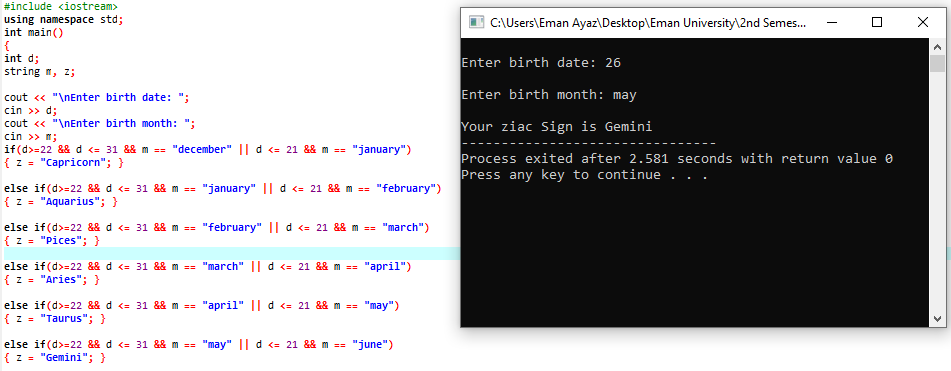 #include <iostream>
using namespace std;
int main()
{
int d;
string m, z;
cout << "\nEnter birth date: ";
cin >> d;
cout << "\nEnter birth month: ";
cin >> m;
if(d>=22 && d <= 31 && m == "december" || d <= 21 && m == "january")
{ z = "Capricorn"; }
else if(d>=22 && d <= 31 && m == "january" || d <= 21 && m == "february")
{ z = "Aquarius"; }
else if(d>=22 && d <= 31 && m == "february" || d <= 21 && m == "march")
{ z = "Pices"; }
else if(d>=22 && d <= 31 && m == "march" || d <= 21 && m == "april")
{ z = "Aries"; }
else if(d>=22 && d <= 31 && m == "april" || d <= 21 && m == "may")
{ z = "Taurus"; }
else if(d>=22 && d <= 31 && m == "may" || d <= 21 && m == "june")
{ z = "Gemini"; }
C:\Users\Eman Ayaz\Desktop\Eman University\2nd Semes...
Enter birth date: 26
Enter birth month: may
Your ziac Sign is Gemini
--------------------------------
Process exited after 2.581 seconds with return value 0
Press any key to continue . . .